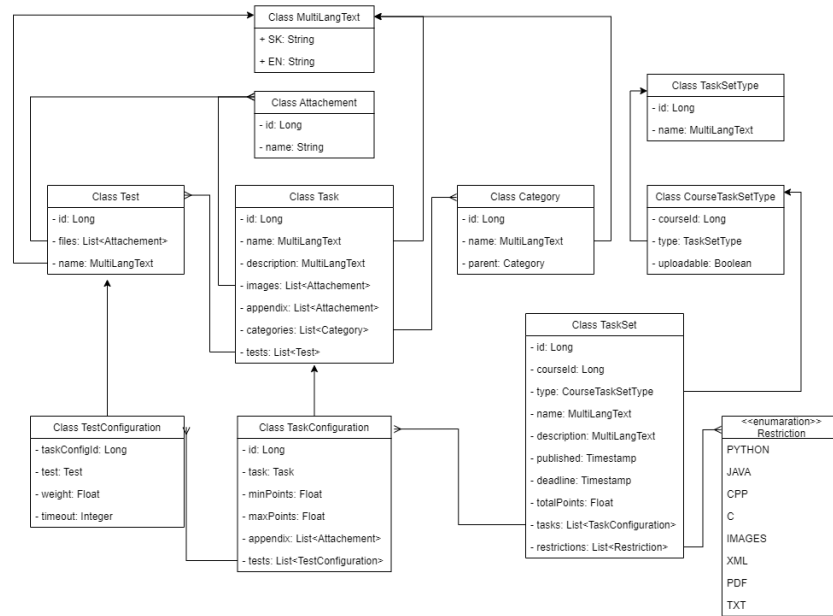 Class MultiLangText
+ SK: String
+ EN: String
Class Attachement
- id: Long
- name: String
Class TaskSetType
- id: Long
- name: MultiLangText
Class Test
- id: Long
- files: List<Attachement>
- name: MultiLangText
Class Task
- id: Long
- name: MultiLangText
- description: MultiLangText
- images: List<Attachement>
- appendix: List<Attachement>
- categories: List<Category>
- tests: List<Test>
Class Category
- id: Long
- name: MultiLangText
- parent: Category
Class CourseTaskSetType
- courseId: Long
- type: TaskSetType
- uploadable: Boolean
Class TaskSet
- id: Long
- courseId: Long
- type: CourseTaskSetType
- name: MultiLangText
- description: MultiLangText
- published: Timestamp
- deadline: Timestamp
- totalPoints: Float
- tasks: List<TaskConfiguration>
- restrictions: List<Restriction>
Class TestConfiguration
- taskConfigId: Long
- test: Test
- weight: Float
- timeout: Integer
Class TaskConfiguration
- id: Long
- task: Task
- minPoints: Float
- maxPoints: Float
- appendix: List<Attachement>
- tests: List<TestConfiguration>
<<enumaration>>
Restriction
PYTHON
JAVA
CPP
C
IMAGES
XML
PDF
TXT